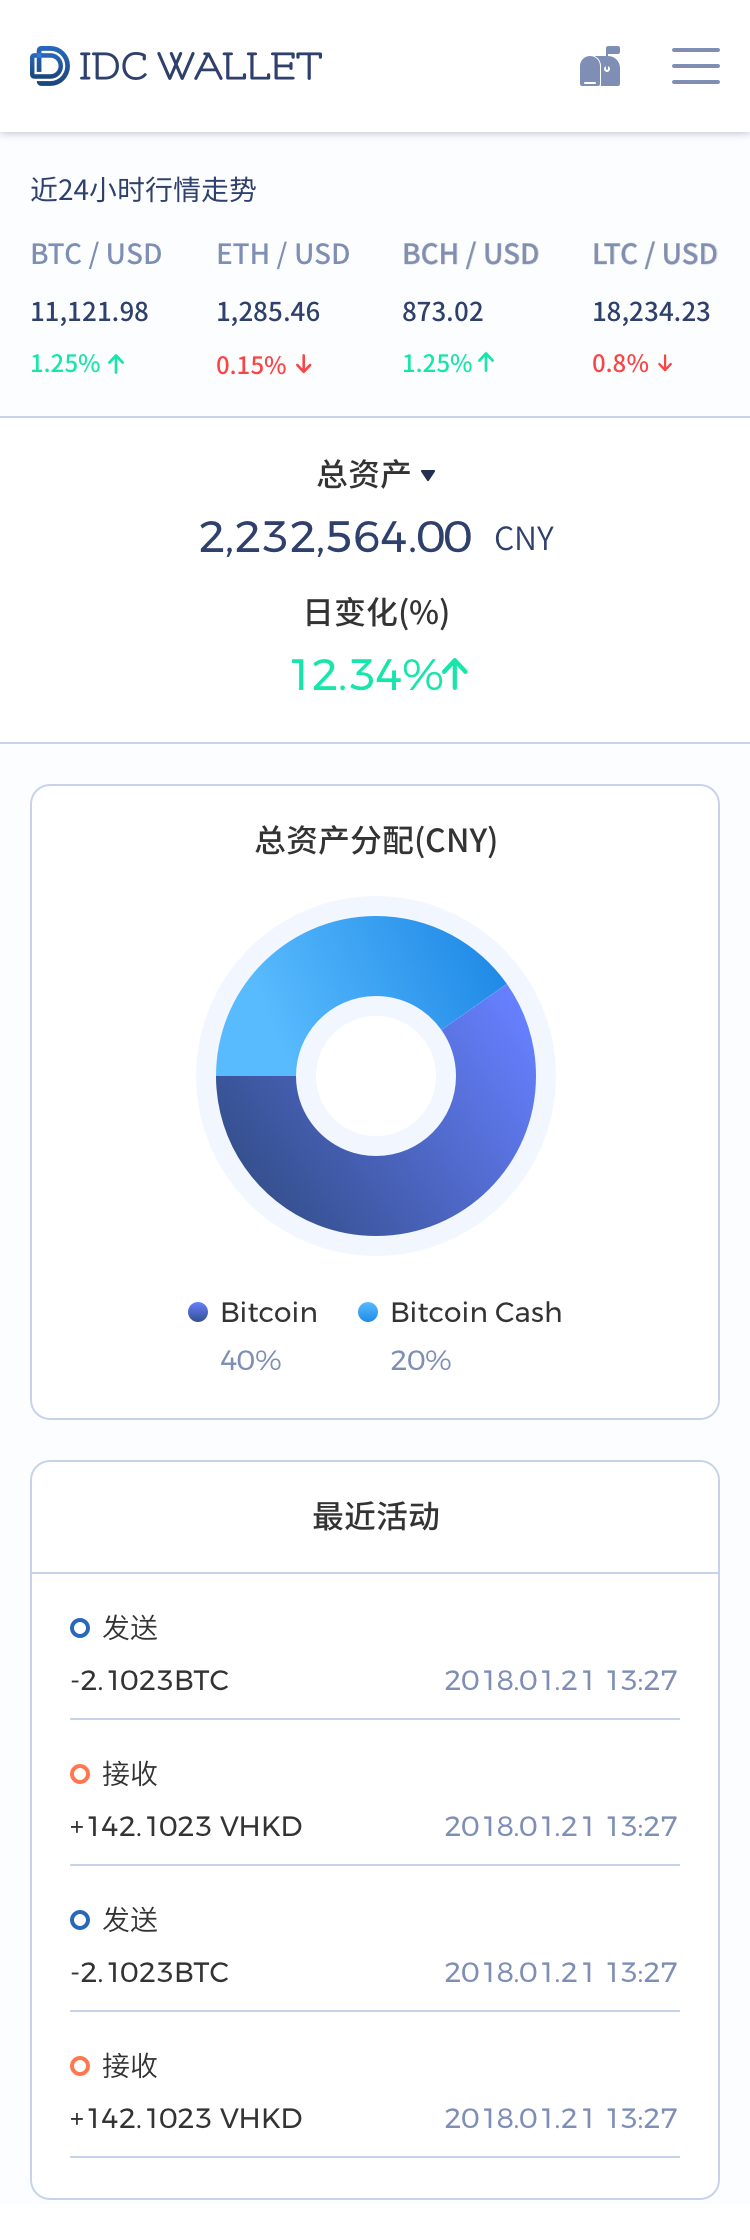 IDC WALLET
近24小时行情走势
BTC / USD ETH / USD BCH / USD LTC / USD
11,121.98 1,285.46 873.02 18,234.23
1.25% ↑ 0.15% ↓ 1.25% ↑ 0.8% ↓
总资产
2,232,564.00 CNY
日变化(%)
12.34%↑
总资产分配(CNY)
Bitcoin Bitcoin Cash
40% 20%
最近活动
发送
-2.1023BTC 2018.01.21 13:27
接收
+142.1023 VHKD 2018.01.21 13:27
发送
-2.1023BTC 2018.01.21 13:27
接收
+142.1023 VHKD 2018.01.21 13:27